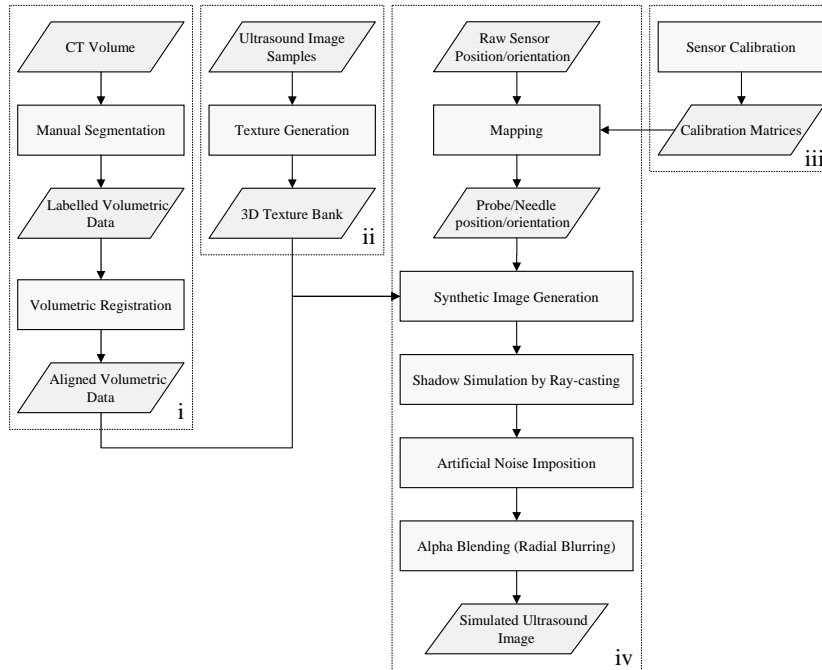 CT Volume
Manual Segmentation
Labelled Volumetric
Data
Volumetric Registration
Aligned Volumetric
Data
i
Ultrasound Image
Samples
Texture Generation
3D Texture Bank
ii
Raw Sensor
Position/orientation
Mapping
Probe/Needle
position/orientation
Synthetic Image Generation
Shadow Simulation by Ray-casting
Artificial Noise Imposition
Alpha Blending (Radial Blurring)
Simulated Ultrasound
Image
iv
Sensor Calibration
Calibration Matrices
iii